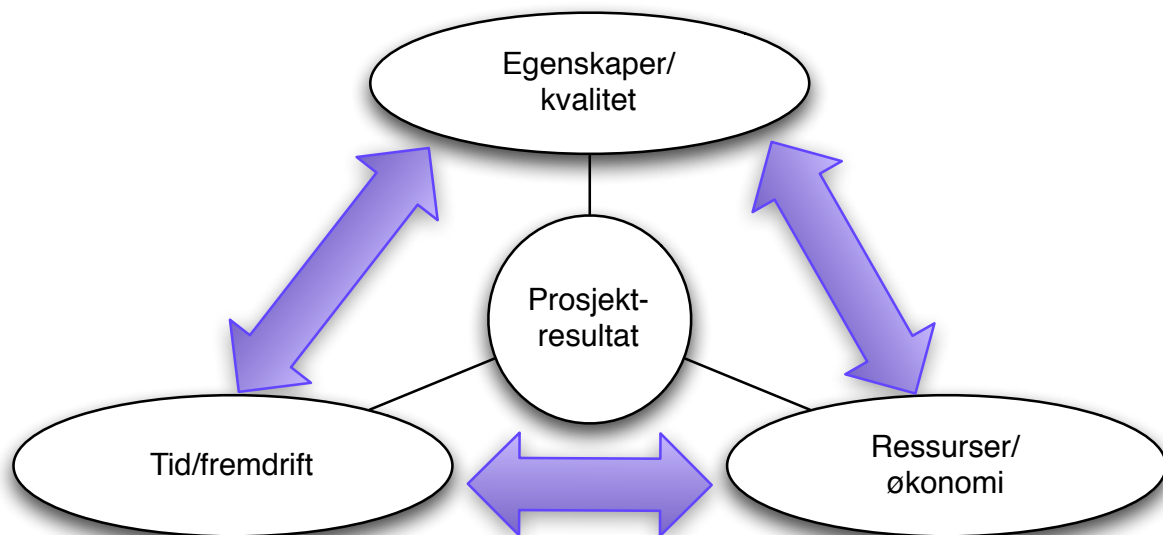 Egenskaper/
kvalitet
Prosjekt-
resultat
Tid/fremdrift
Ressurser/
økonomi